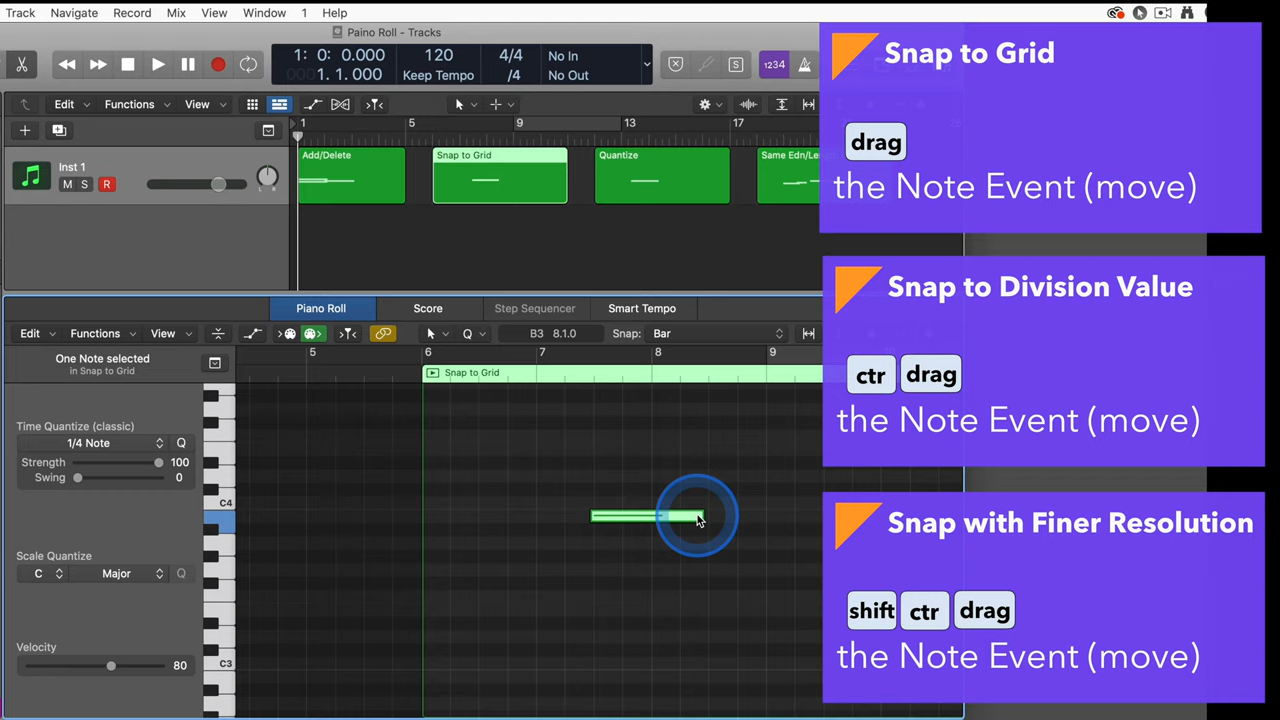 Track Navigate Record Mix View Window 1 Help
Paino Roll - Tracks
1: 0: 0.000 120 4/4 No In
1. 1. 1.000 Keep Tempo /4 No Out
1234
S
Edit Functions View
1 5 9 13 17
Inst 1
M S R
Add/Delete Snap to Grid Quantize Same Edn/Le
Piano Roll Score Step Sequencer Smart Tempo
Edit Functions View Q B3 8.1.0 Snap: Bar
One Note selected
in Snap to Grid
5 6 7 8 9
Snap to Grid
Time Quantize (classic)
1/4 Note Q
Strength 100
Swing 0
C4
Scale Quantize
C Major Q
Velocity
80
C3
Snap to Grid
drag
the Note Event (move)
Snap to Division Value
ctr drag
the Note Event (move)
Snap with Finer Resolution
shift ctr drag
the Note Event (move)